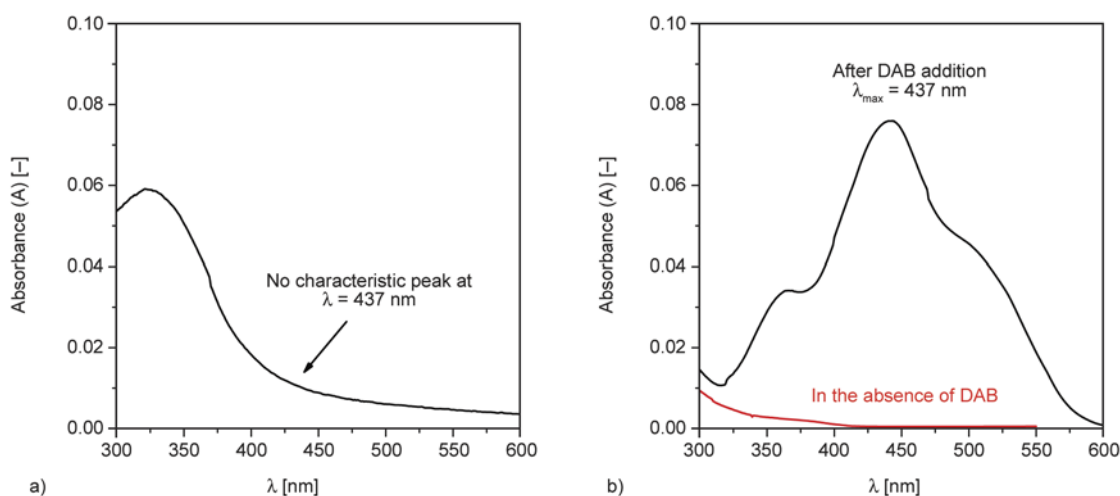 0.10
0.08
0.06
0.04
0.02
0.00
Absorbance (A) [–]
No characteristic peak at
λ = 437 nm
300 350 400 450 500 550 600
λ [nm]
a)
0.10
0.08
0.06
0.04
0.02
0.00
Absorbance (A) [–]
After DAB addition
λmax = 437 nm
In the absence of DAB
300 350 400 450 500 550 600
λ [nm]
b)